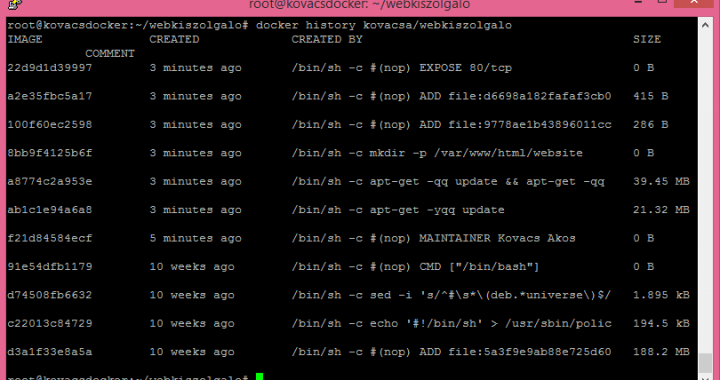 root@kovacsdocker: ~/webkiszolgalo
root@kovacsdocker:~/webkiszolgalo# docker history kovacsa/webkiszolgalo
IMAGE CREATED CREATED BY SIZE
COMMENT
22d9d1d39997 3 minutes ago /bin/sh -c #(nop) EXPOSE 80/tcp 0 B
a2e35fbc5a17 3 minutes ago /bin/sh -c #(nop) ADD file:d6698a182fafaf3cb0 415 B
100f60ec2598 3 minutes ago /bin/sh -c #(nop) ADD file:9778ae1b43896011cc 286 B
8bb9f4125b6f 3 minutes ago /bin/sh -c mkdir -p /var/www/html/website 0 B
a8774c2a953e 3 minutes ago /bin/sh -c apt-get -qq update && apt-get -qq 39.45 MB
ab1c1e94a6a8 3 minutes ago /bin/sh -c apt-get -yqq update 21.32 MB
f21d84584ecf 5 minutes ago /bin/sh -c #(nop) MAINTAINER Kovacs Akos 0 B
91e54dfb1179 10 weeks ago /bin/sh -c #(nop) CMD ["/bin/bash"] 0 B
d74508fb6632 10 weeks ago /bin/sh -c sed -i 's/^#\s*\(deb.*universe\)$/ 1.895 kB
c22013c84729 10 weeks ago /bin/sh -c echo '#!/bin/sh' > /usr/sbin/polic 194.5 kB
d3a1f33e8a5a 10 weeks ago /bin/sh -c #(nop) ADD file:5a3f9e9ab88e725d60 188.2 MB
root@kovacsdocker:~/webkiszolgalo#